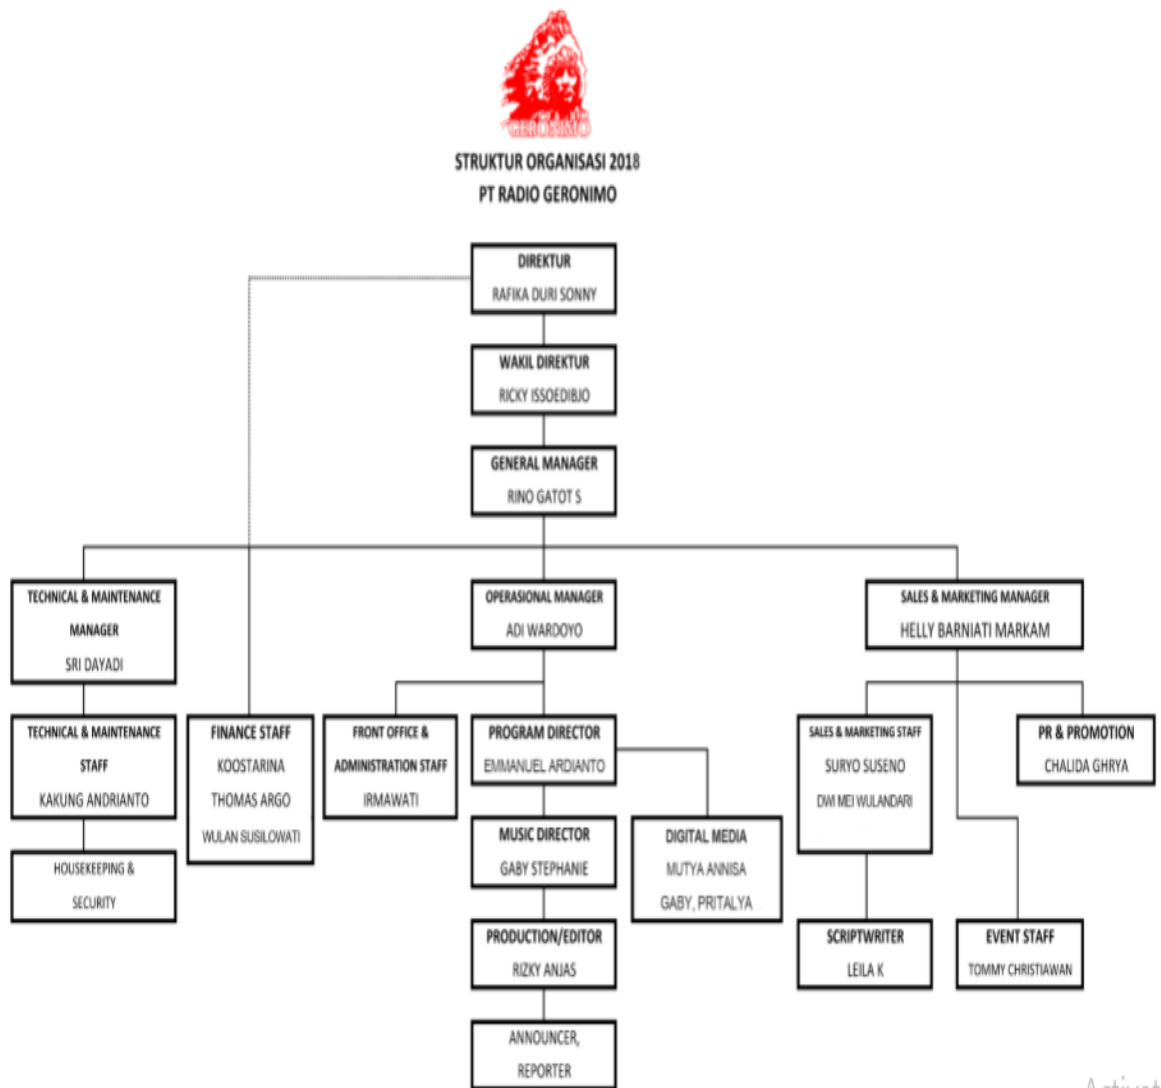 GERONIMO
STRUKTUR ORGANISASI 2018
PT RADIO GERONIMO
DIREKTUR
RAFIKA DURI SONNY
WAKIL DIREKTUR
RICKY ISSOEDIBJO
GENERAL MANAGER
RINO GATOT S
TECHNICAL & MAINTENANCE
MANAGER
SRI DAYADI
OPERASIONAL MANAGER
ADI WARDOYO
SALES & MARKETING MANAGER
HELLY BARNIATI MARKAM
TECHNICAL & MAINTENANCE
STAFF
KAKUNG ANDRIANTO
FINANCE STAFF
KOOSTARINA
THOMAS ARGO
WULAN SUSILOWATI
FRONT OFFICE &
ADMINISTRATION STAFF
IRMAWATI
PROGRAM DIRECTOR
EMMANUEL ARDIANTO
SALES & MARKETING STAFF
SURYO SUSENO
DWI MEI WULANDARI
PR & PROMOTION
CHALIDA GHRYA
HOUSEKEEPING &
SECURITY
MUSIC DIRECTOR
GABY STEPHANIE
DIGITAL MEDIA
MUTYA ANNISA
GABY, PRITALYA
PRODUCTION/EDITOR
RIZKY ANJAS
SCRIPTWRITER
LEILA K
EVENT STAFF
TOMMY CHRISTIAWAN
ANNOUNCER,
REPORTER